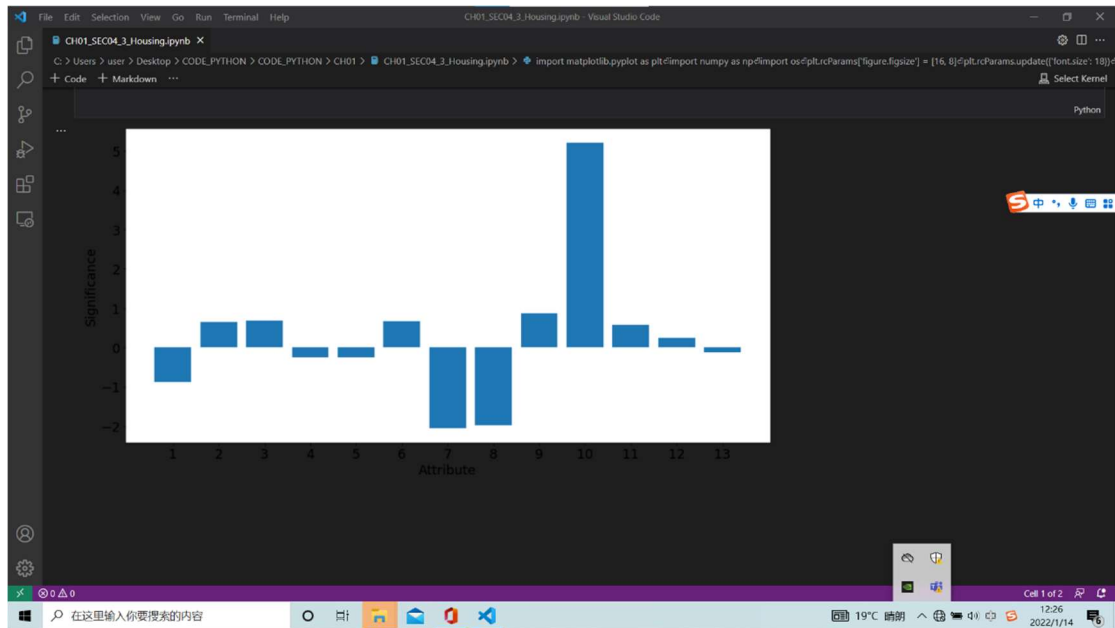 File Edit Selection View Go Run Terminal Help
CH01_SEC04_3_Housing.ipynb - Visual Studio Code
CH01_SEC04_3_Housing.ipynb
C: > Users > user > Desktop > CODE_PYTHON > CODE_PYTHON > CH01 > CH01_SEC04_3_Housing.ipynb > import matplotlib.pyplot as plt⏎import numpy as np⏎import os⏎plt.rcParams['figure.figsize'] = [16, 8]⏎plt.rcParams.update({'font.size': 18})⏎
+ Code + Markdown ···
Select Kernel
Python
...
5
4
3
2
1
0
−1
−2
Significance
1 2 3 4 5 6 7 8 9 10 11 12 13
Attribute
中
0 0
Cell 1 of 2
在这里输入你要搜索的内容
19°C 晴朗
中
12:26
2022/1/14
6